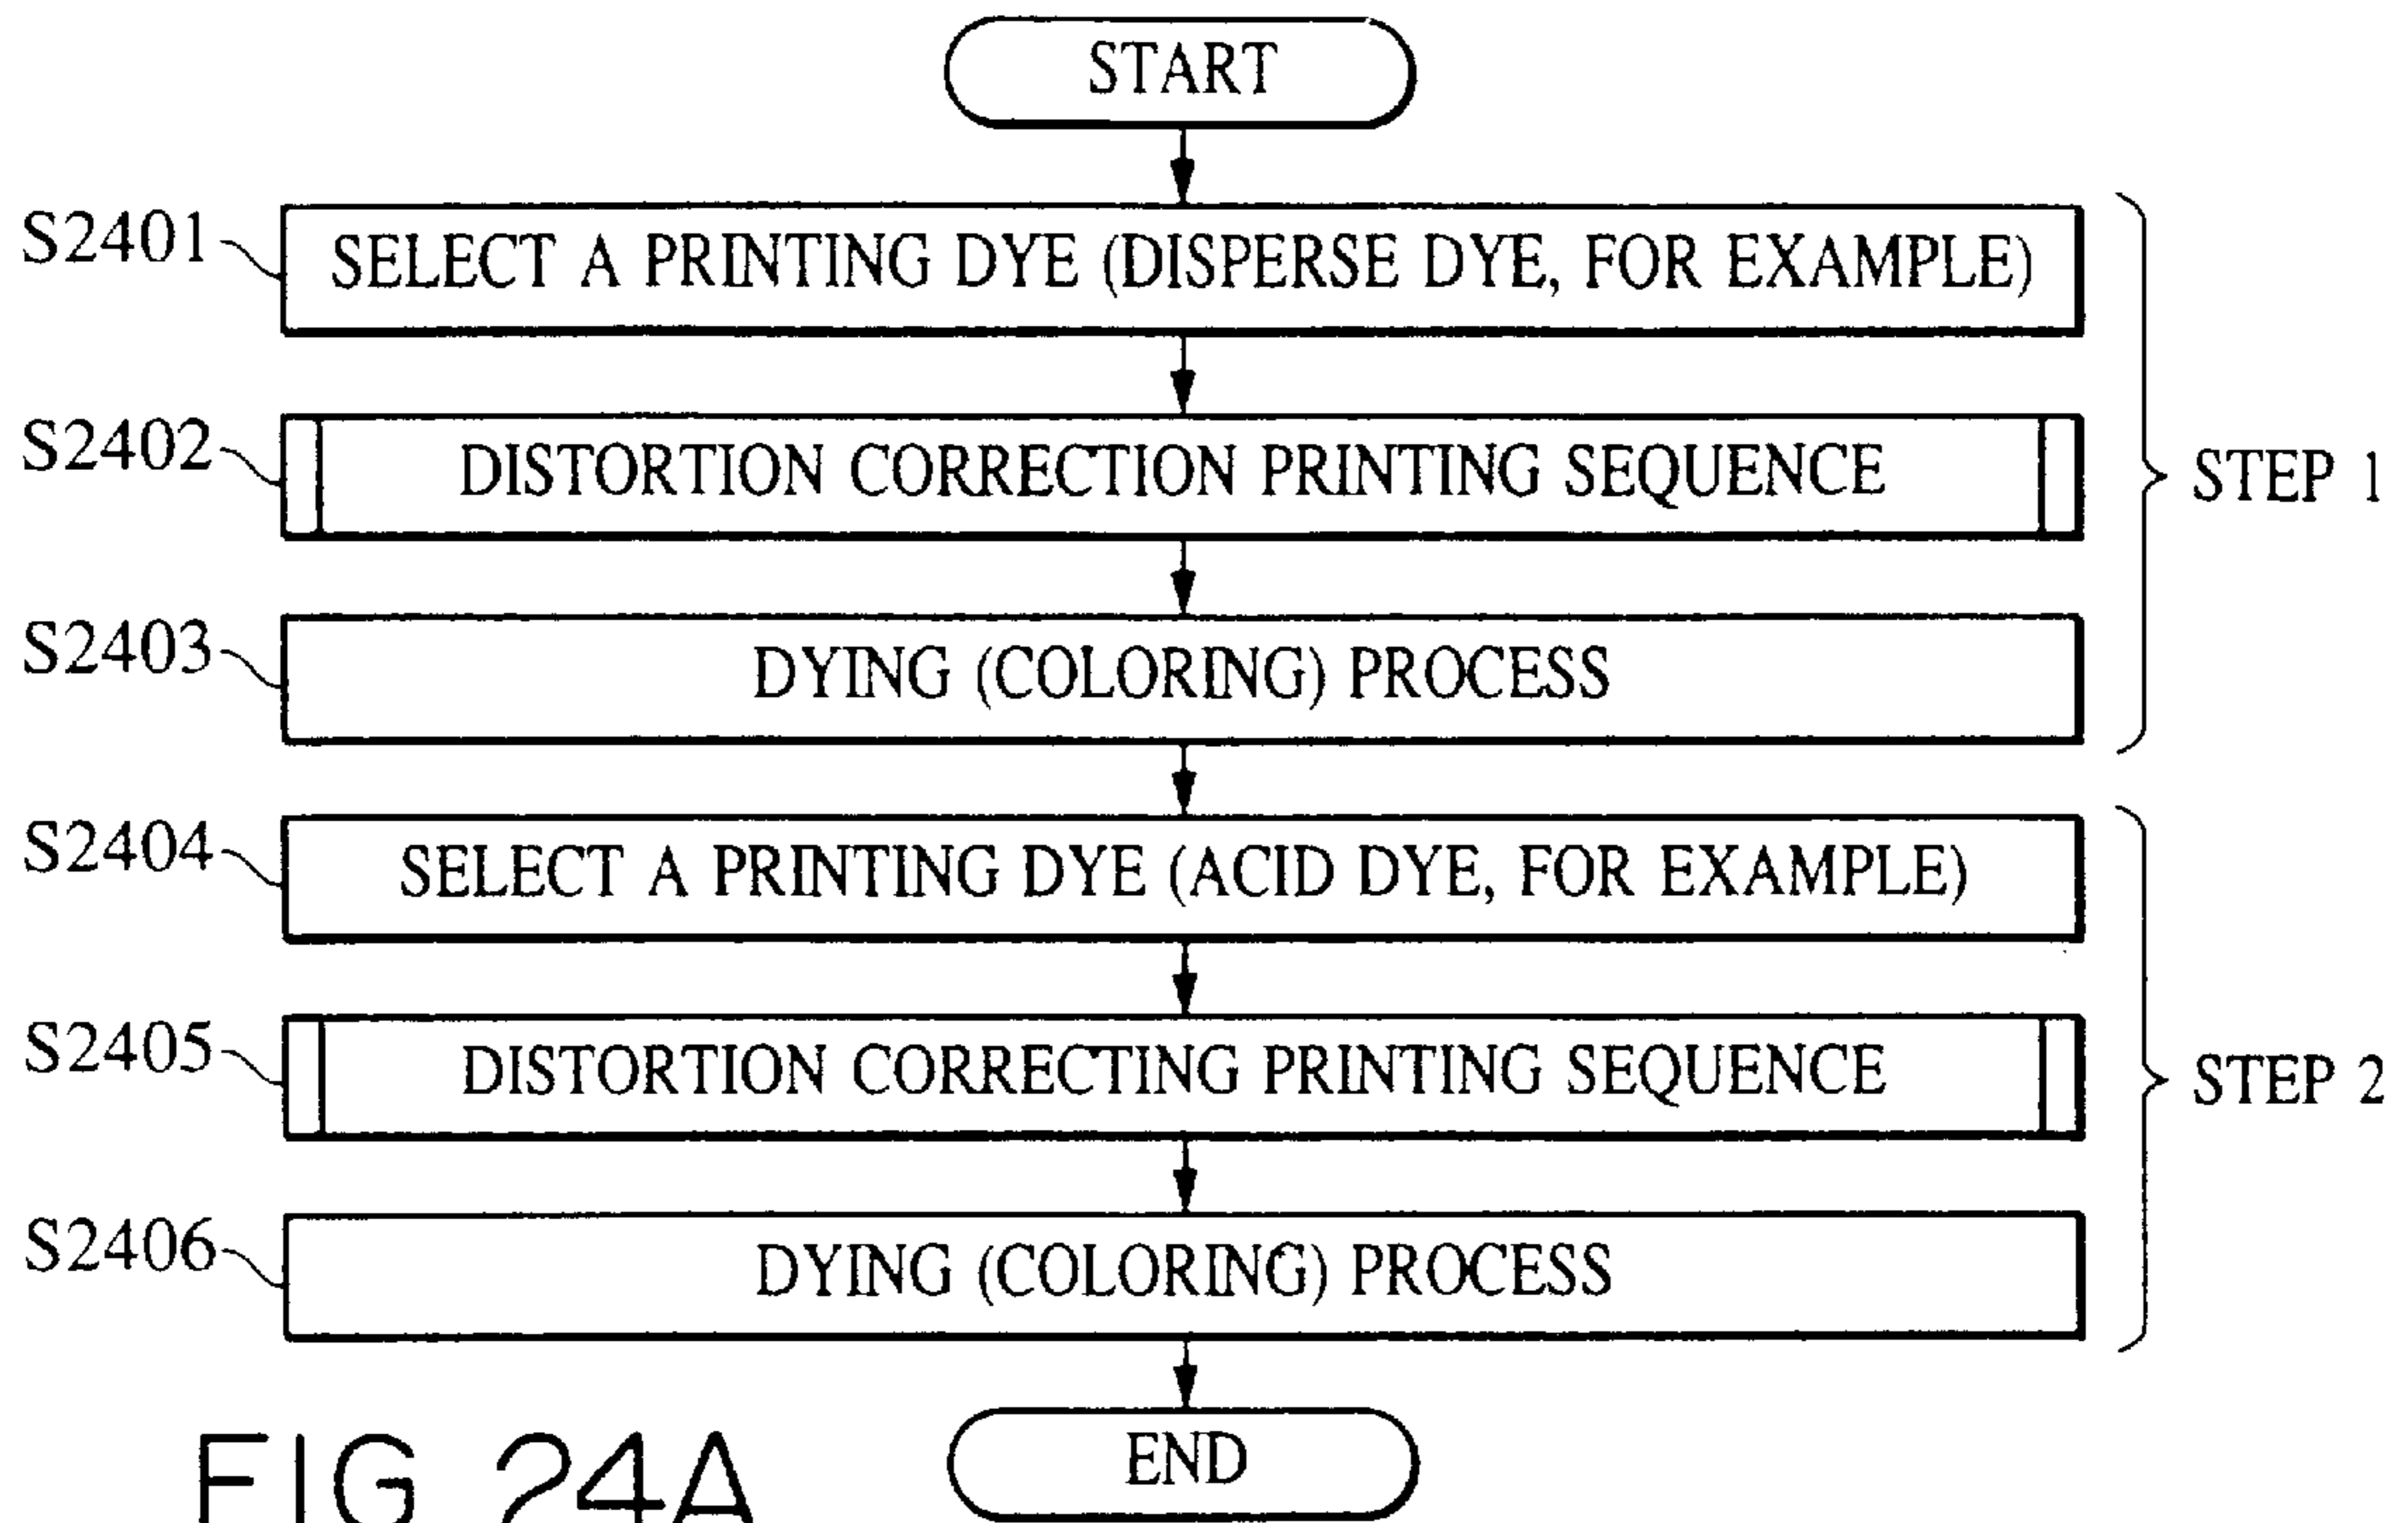 START
S2401
SELECT A PRINTING DYE (DISPERSE DYE, FOR EXAMPLE)
S2402
DISTORTION CORRECTION PRINTING SEQUENCE
STEP 1
S2403
DYING (COLORING) PROCESS
S2404
SELECT A PRINTING DYE (ACID DYE, FOR EXAMPLE)
S2405
DISTORTION CORRECTING PRINTING SEQUENCE
STEP 2
S2406
DYING (COLORING) PROCESS
END
FIG 24A